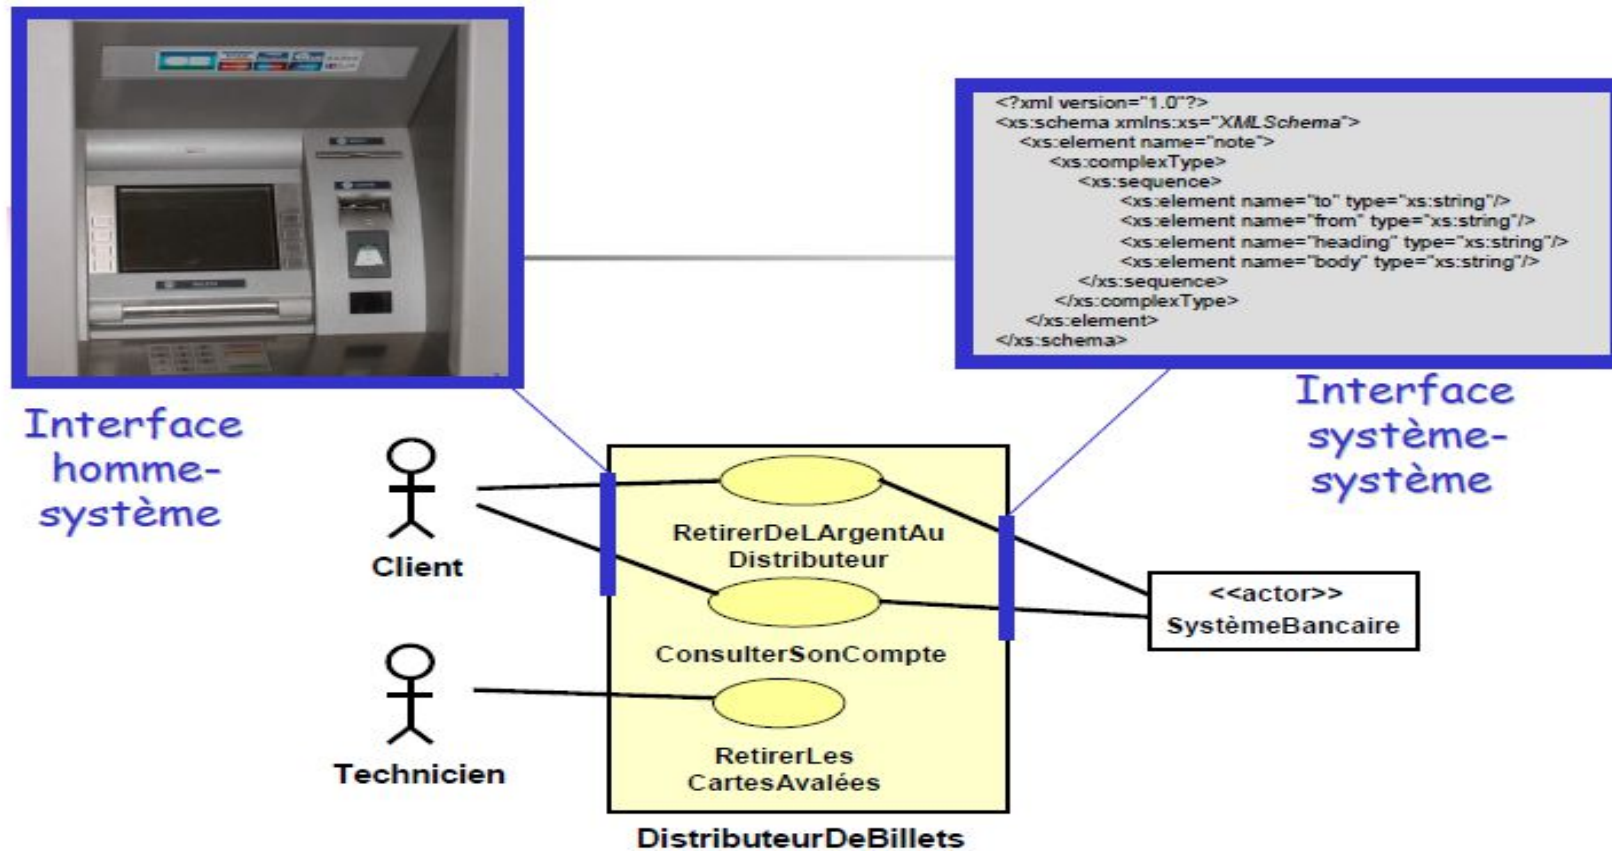 <?xml version="1.0"?>
<xs:schema xmlns:xs="XMLSchema">
<xs:element name="note">
<xs:complexType>
<xs:sequence>
<xs:element name="to" type="xs:string"/>
<xs:element name="from" type="xs:string"/>
<xs:element name="heading" type="xs:string"/>
<xs:element name="body" type="xs:string"/>
</xs:sequence>
</xs:complexType>
</xs:element>
</xs:schema>
Interface
homme-
système
Interface
système-
système
Client
Technicien
RetirerDeLArgentAu
Distributeur
ConsulterSonCompte
RetirerLes
CartesAvalées
DistributeurDeBillets
<<actor>>
SystèmeBancaire